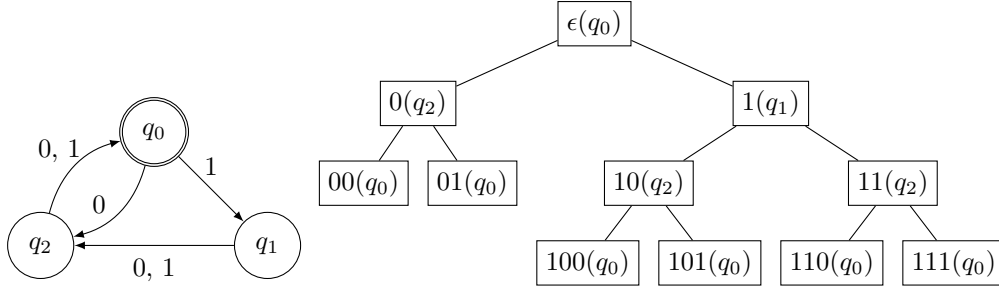 ϵ(q₀)
0(q₂) 1(q₁)
q₀
0, 1 1
00(q₀) 01(q₀) 10(q₂) 11(q₂)
0
q₂ q₁
0, 1
100(q₀) 101(q₀) 110(q₀) 111(q₀)